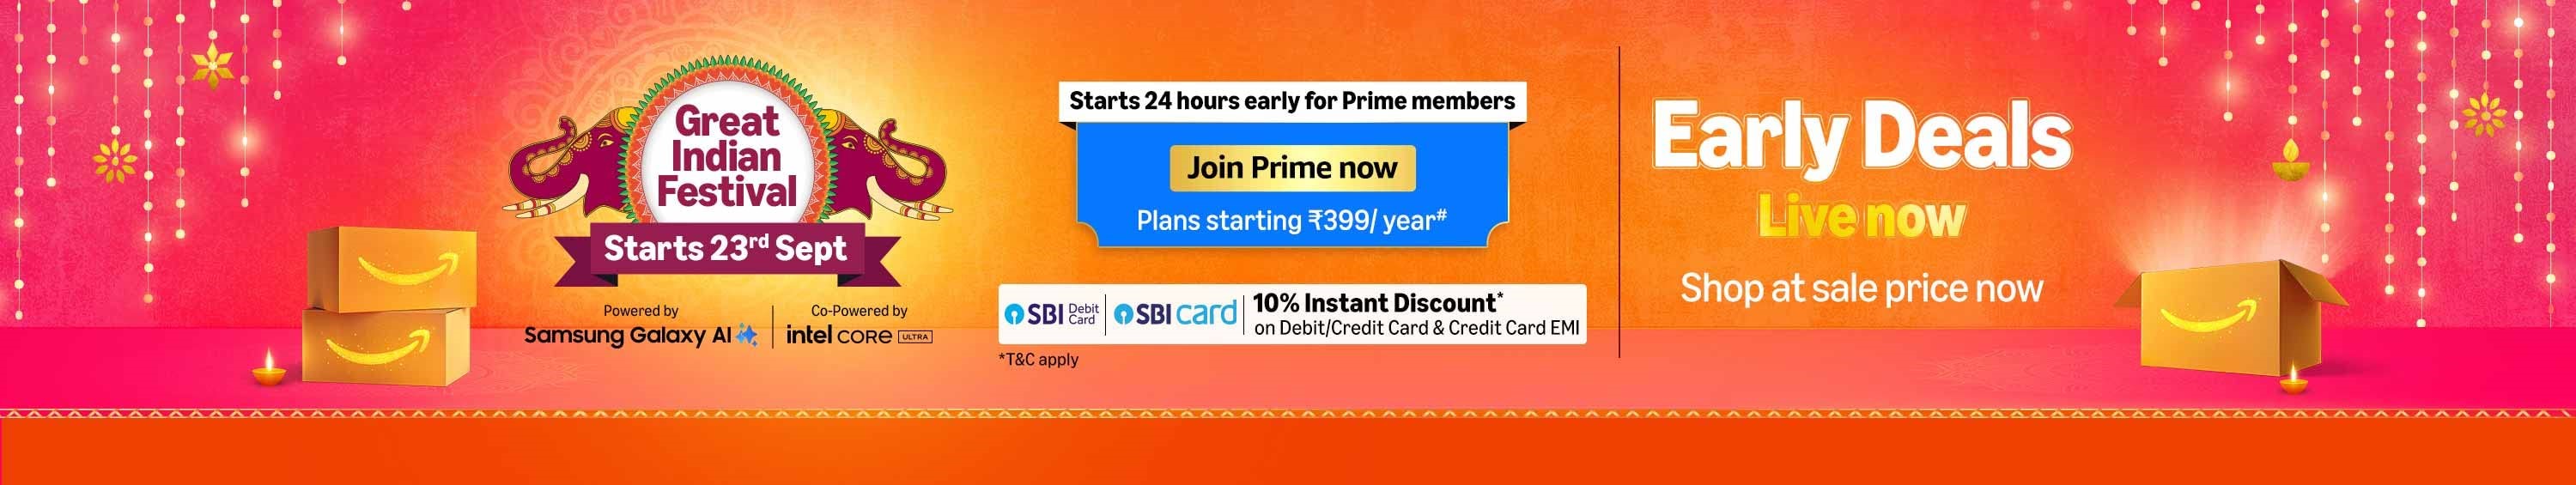 Great
Indian
Festival
Starts 23rd Sept
Powered by
Samsung Galaxy AI
Co-Powered by
intel CORE ULTRA
Starts 24 hours early for Prime members
Join Prime now
Plans starting ₹399/ year#
SBI Debit Card
SBI card
10% Instant Discount*
on Debit/Credit Card & Credit Card EMI
*T&C apply
Early Deals
Live now
Shop at sale price now